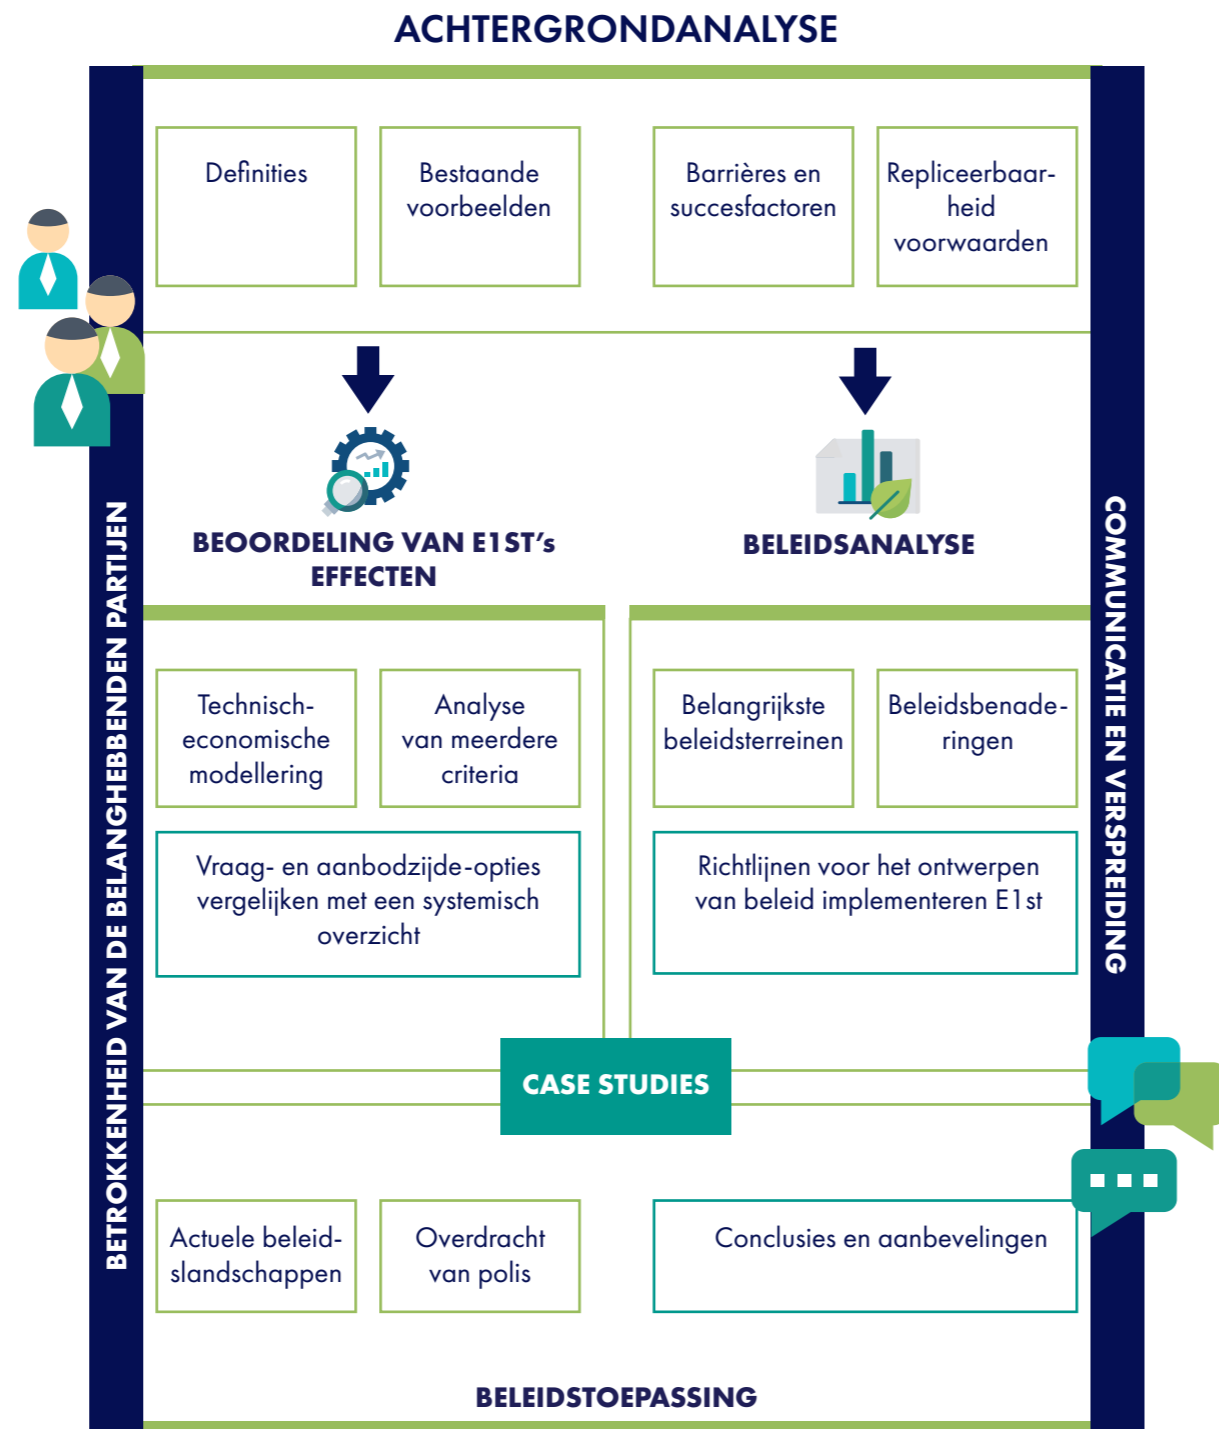 ACHTERGRONDANALYSE
Definities
Bestaande
voorbeelden
Barrières en
succesfactoren
Repliceerbaar-
heid
voorwaarden
BETROKKENHEID VAN DE BELANGHEBBENDEN PARTIJEN
COMMUNICATIE EN VERSPREIDING
BEOORDELING VAN E1ST’s
EFFECTEN
BELEIDSANALYSE
Technisch-
economische
modellering
Analyse
van meerdere
criteria
Belangrijkste
beleidsterreinen
Beleidsbenade-
ringen
Vraag- en aanbodzijde-opties
vergelijken met een systemisch
overzicht
Richtlijnen voor het ontwerpen
van beleid implementeren E1st
CASE STUDIES
Actuele beleid-
slandschappen
Overdracht
van polis
Conclusies en aanbevelingen
BELEIDSTOEPASSING